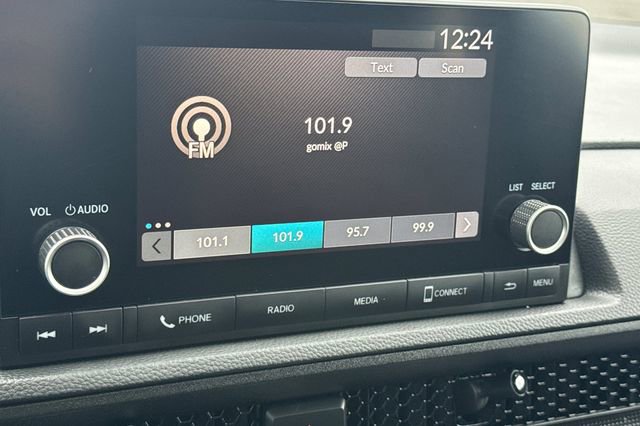 12:24
Text Scan
FM
101.9
gomix @P
LIST SELECT
VOL AUDIO
101.1 101.9 95.7 99.9
PHONE RADIO MEDIA CONNECT MENU